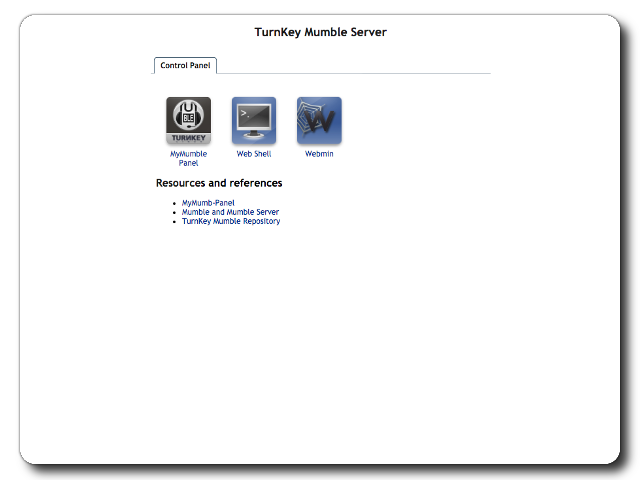 TurnKey Mumble Server
Control Panel
BLE
TURNKEY
>_
W
MyMumble Panel
Web Shell
Webmin
Resources and references
MyMumb-Panel
Mumble and Mumble Server
TurnKey Mumble Repository